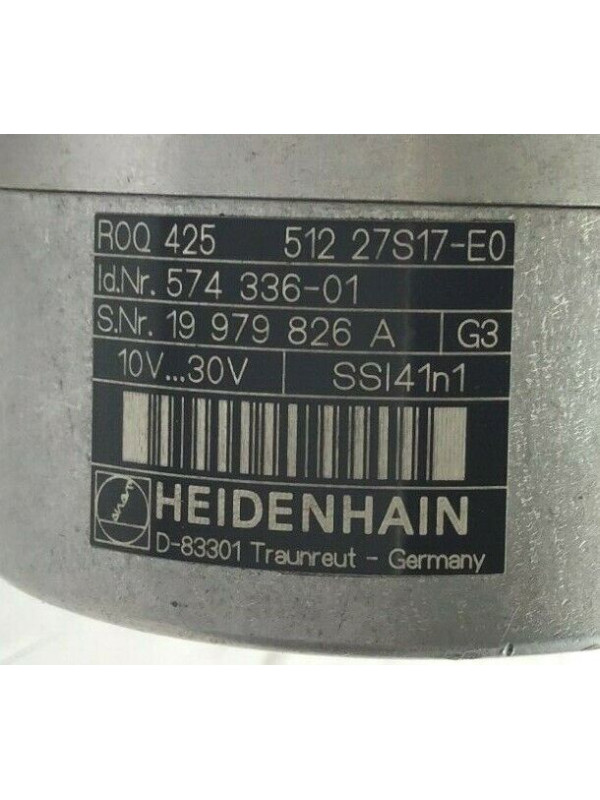 ROQ 425 512 27S17-E0
Id.Nr. 574 336-01
S.Nr. 19 979 826 A G3
10V...30V SSI41n1
HEIDENHAIN
D-83301 Traunreut - Germany